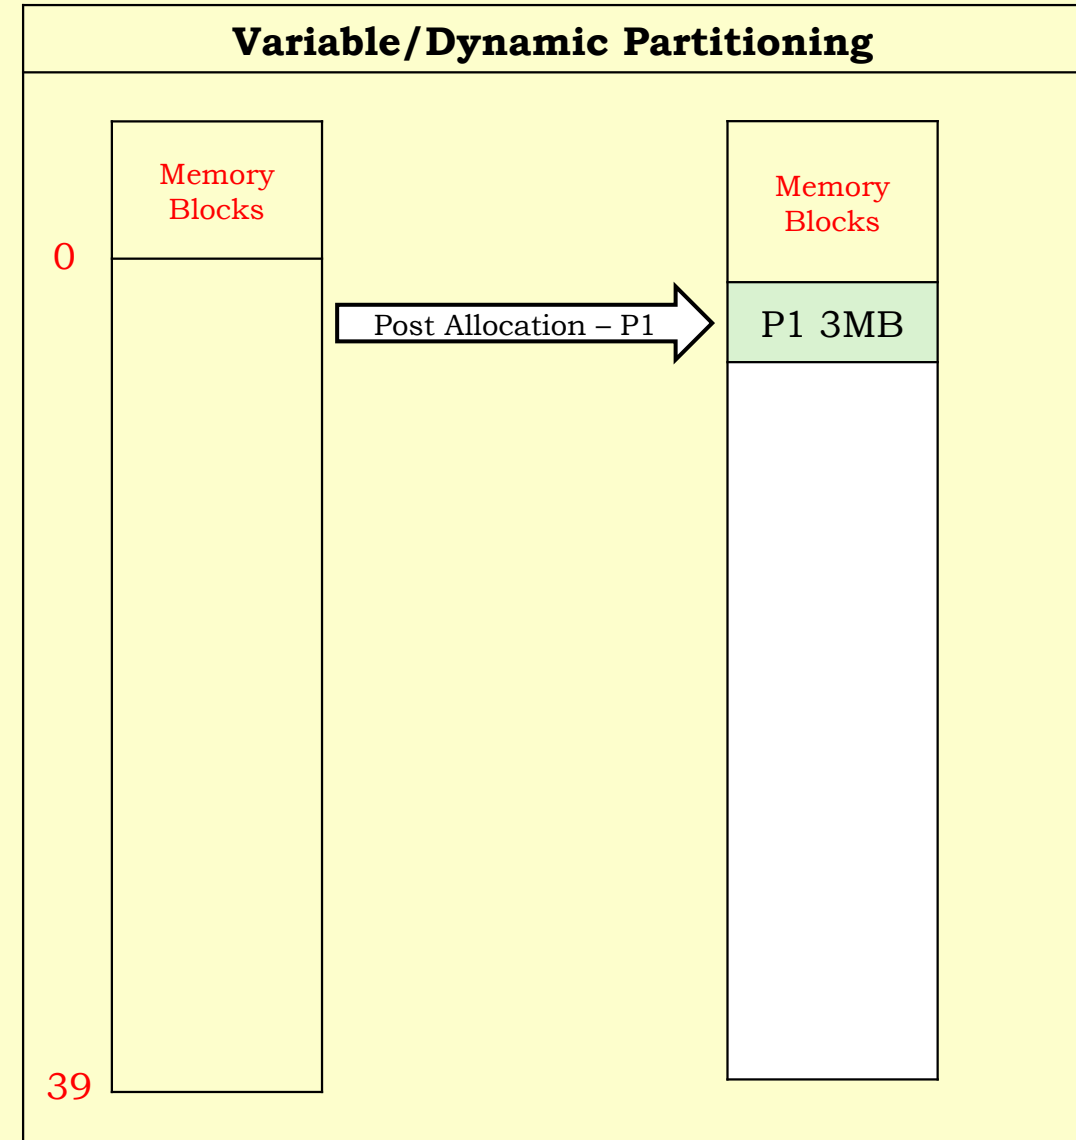 Variable/Dynamic Partitioning
Memory
Blocks
Memory
Blocks
0
Post Allocation – P1
P1 3MB
39